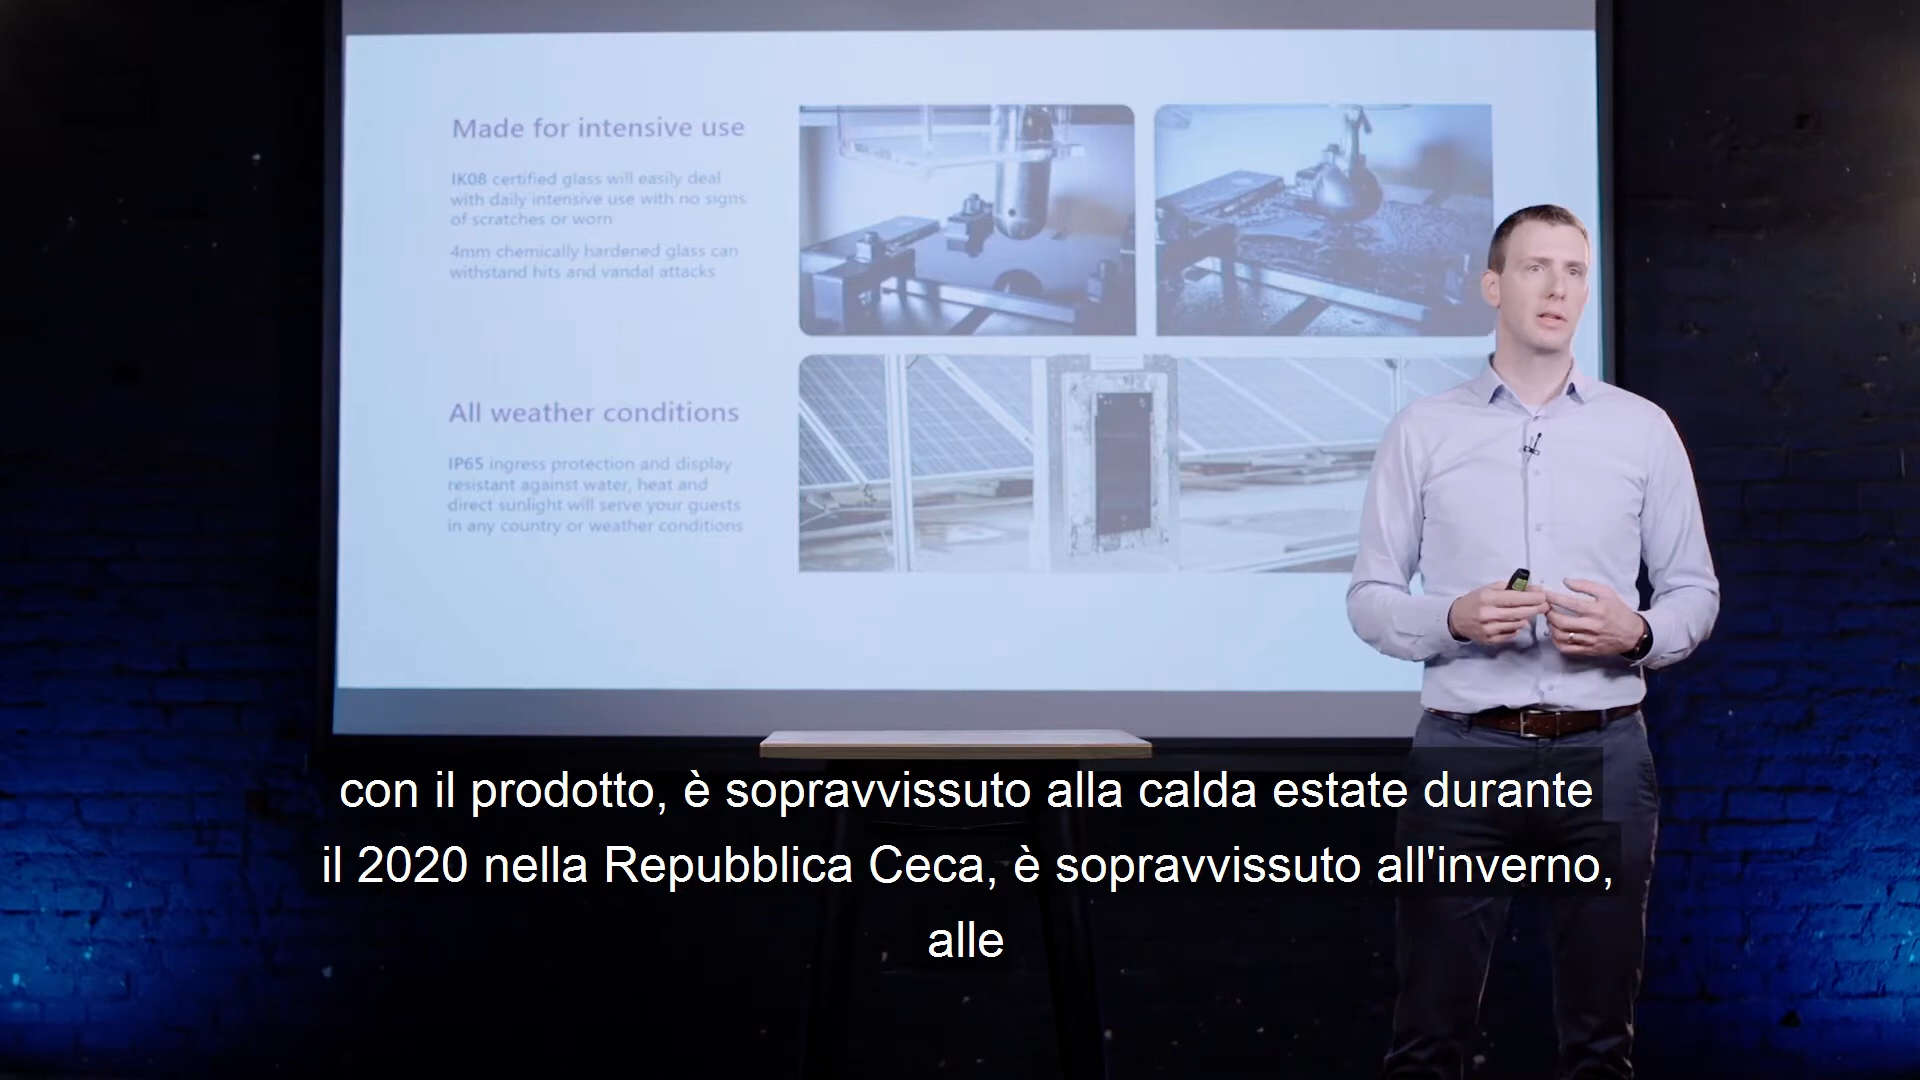 Made for intensive use
IK08 certified glass will easily deal
with daily intensive use with no signs
of scratches or worn
4mm chemically hardened glass can
withstand hits and vandal attacks
All weather conditions
IP65 ingress protection and display
resistant against water, heat and
direct sunlight will serve your guests
in any country or weather conditions
con il prodotto, è sopravvissuto alla calda estate durante
il 2020 nella Repubblica Ceca, è sopravvissuto all'inverno,
alle